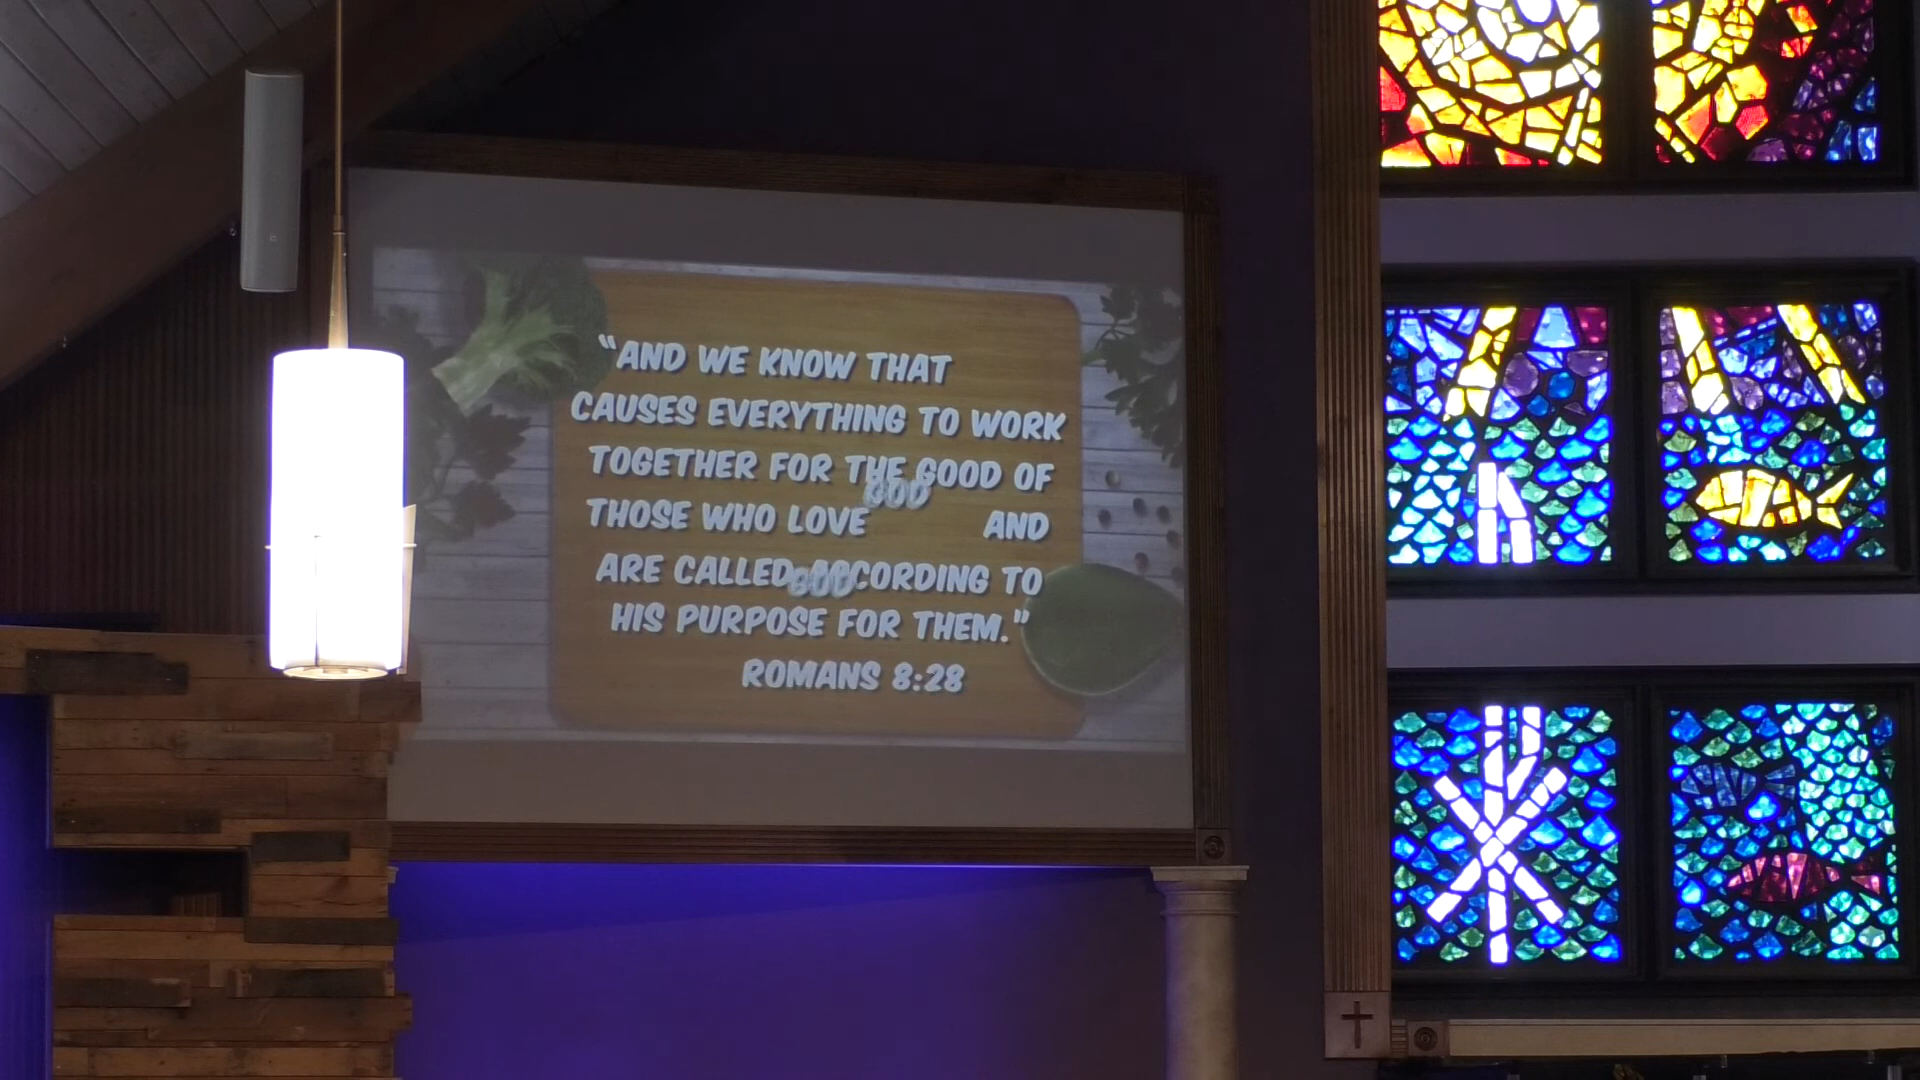 "AND WE KNOW THAT
CAUSES EVERYTHING TO WORK
TOGETHER FOR THE GOOD OF
GOD
THOSE WHO LOVE AND
ARE CALLED ACCORDING TO
GOD
HIS PURPOSE FOR THEM."
ROMANS 8:28